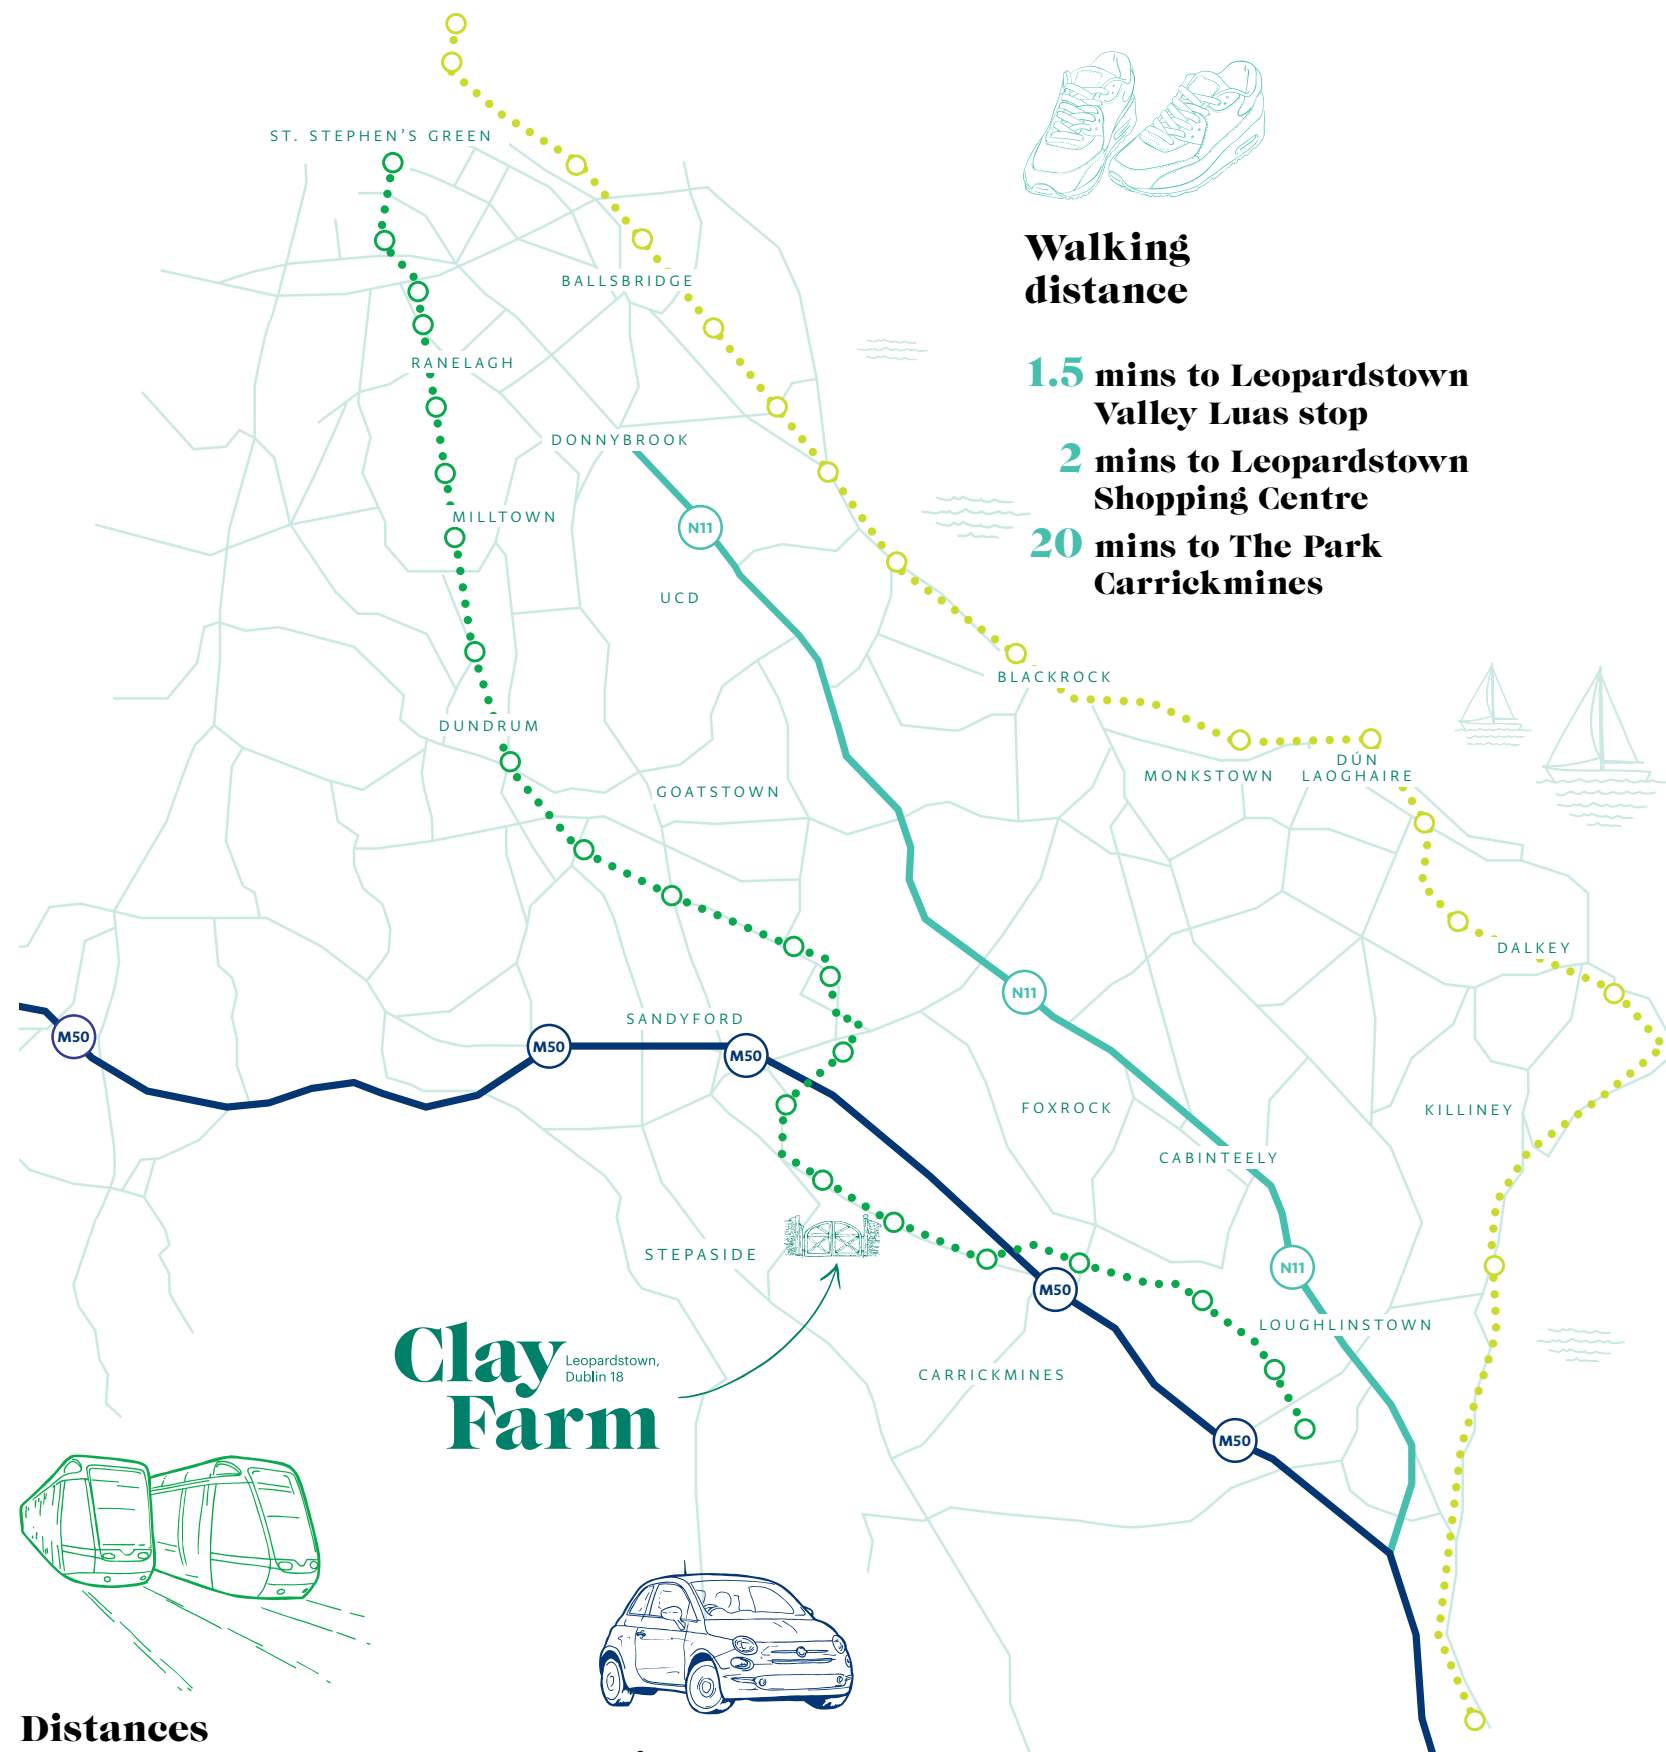 ST. STEPHEN'S GREEN
Walking
distance
BALLSBRIDGE
RANELAGH
1.5 mins to Leopardstown
Valley Luas stop
DONNYBROOK
2 mins to Leopardstown
Shopping Centre
MILLTOWN
N11
20 mins to The Park
Carrickmines
UCD
BLACKROCK
DUNDRUM
DÚN
LAOGHAIRE
MONKSTOWN
GOATSTOWN
DALKEY
N11
SANDYFORD
M50
M50
M50
FOXROCK
KILLINEY
CABINTEELY
STEPASIDE
N11
M50
LOUGHLINSTOWN
Clay
Farm
Leopardstown,
Dublin 18
CARRICKMINES
M50
Distances